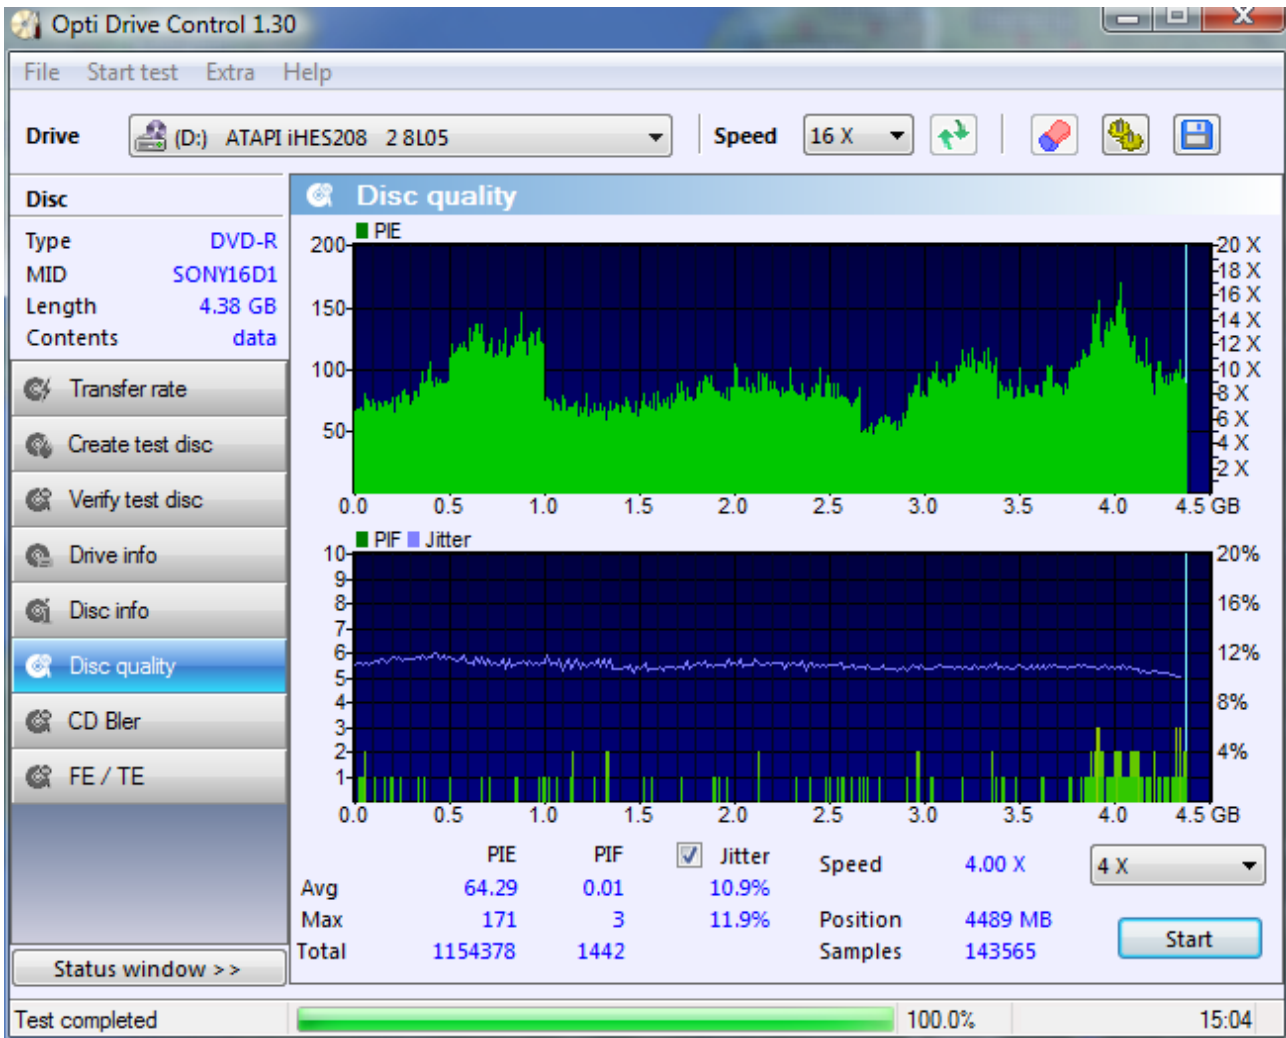 Opti Drive Control 1.30
File Start test Extra Help
Drive (D:) ATAPI iHES208 2 8L05 Speed 16 X
Disc
Type DVD-R
MID SONY16D1
Length 4.38 GB
Contents data
Transfer rate
Create test disc
Verify test disc
Drive info
Disc info
Disc quality
CD Bler
FE / TE
Status window >>
Disc quality
PIE
200
150
100
50
20 X
18 X
16 X
14 X
12 X
10 X
8 X
6 X
4 X
2 X
0.0 0.5 1.0 1.5 2.0 2.5 3.0 3.5 4.0 4.5 GB
PIF Jitter
10
9
8
7
6
5
4
3
2
1
20%
16%
12%
8%
4%
0.0 0.5 1.0 1.5 2.0 2.5 3.0 3.5 4.0 4.5 GB
PIE PIF Jitter
Avg 64.29 0.01 10.9%
Max 171 3 11.9%
Total 1154378 1442
Speed 4.00 X 4 X
Position 4489 MB
Samples 143565
Start
Test completed 100.0% 15:04